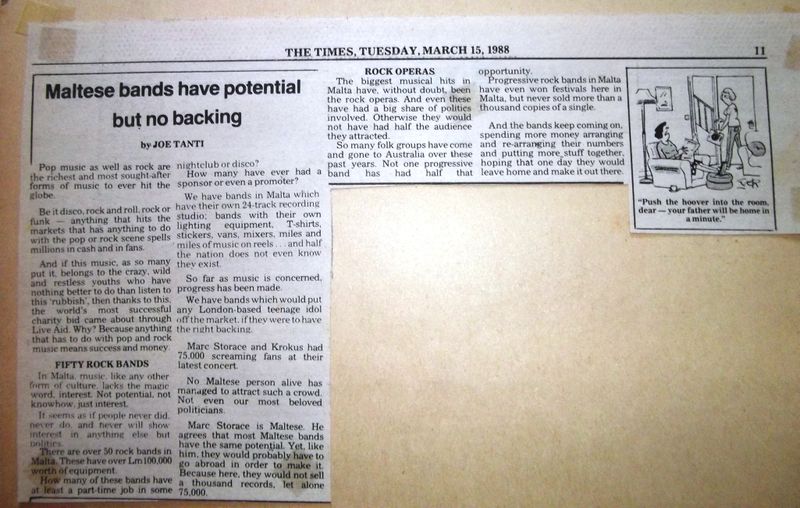 THE TIMES, TUESDAY, MARCH 15, 1988
11
Maltese bands have potential
but no backing
by JOE TANTI
Pop music as well as rock are
the richest and most sought-after
forms of music to ever hit the
globe.
Be it disco, rock and roll, rock or
funk — anything that hits the
markets that has anything to do
with the pop or rock scene spells
millions in cash and in fans.
And if this music, as so many
put it, belongs to the crazy, wild
and restless youths who have
nothing better to do than listen to
this 'rubbish', then thanks to this,
the world's most successful
charity bid came about through
Live Aid. Why? Because anything
that has to do with pop and rock
music means success and money.
FIFTY ROCK BANDS
In Malta, music, like any other
form of culture, lacks the magic
word, interest. Not potential, not
knowhow, just interest.
It seems as if people never did,
never do, and never will show
interest in anything else but
politics.
There are over 50 rock bands in
Malta. These have over Lm100,000
worth of equipment.
How many of these bands have
at least a part-time job in some
nightclub or disco?
How many have ever had a
sponsor or even a promoter?
We have bands in Malta which
have their own 24-track recording
studio; bands with their own
lighting equipment, T-shirts,
stickers, vans, mixers, miles and
miles of music on reels . . . and half
the nation does not even know
they exist.
So far as music is concerned,
progress has been made.
We have bands which would put
any London-based teenage idol
off the market, if they were to have
the right backing.
Marc Storace and Krokus had
75,000 screaming fans at their
latest concert.
No Maltese person alive has
managed to attract such a crowd.
Not even our most beloved
politicians.
Marc Storace is Maltese. He
agrees that most Maltese bands
have the same potential. Yet, like
him, they would probably have to
go abroad in order to make it.
Because here, they would not sell
a thousand records, let alone
75,000.
ROCK OPERAS
The biggest musical hits in
Malta have, without doubt, been
the rock operas. And even these
have had a big share of politics
involved. Otherwise they would
not have had half the audience
they attracted.
So many folk groups have come
and gone to Australia over these
past years. Not one progressive
band has had half that
opportunity.
Progressive rock bands in Malta
have even won festivals here in
Malta, but never sold more than a
thousand copies of a single.
And the bands keep coming on,
spending more money arranging
and re-arranging their numbers
and putting more stuff together,
hoping that one day they would
leave home and make it out there.
"Push the hoover into the room,
dear — your father will be home in
a minute."